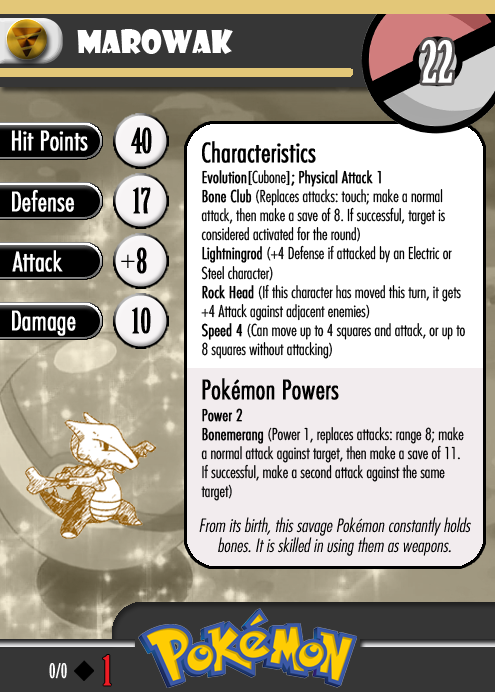 MAROWAK
22
Hit Points 40
Defense 17
Attack +8
Damage 10
Characteristics
Evolution[Cubone]; Physical Attack 1
Bone Club (Replaces attacks: touch; make a normal
attack, then make a save of 8. If successful, target is
considered activated for the round)
Lightningrod (+4 Defense if attacked by an Electric or
Steel character)
Rock Head (If this character has moved this turn, it gets
+4 Attack against adjacent enemies)
Speed 4 (Can move up to 4 squares and attack, or up to
8 squares without attacking)
Pokémon Powers
Power 2
Bonemerang (Power 1, replaces attacks: range 8; make
a normal attack against target, then make a save of 11.
If successful, make a second attack against the same
target)
From its birth, this savage Pokémon constantly holds
bones. It is skilled in using them as weapons.
0/0 ◆ 1
POKéMON